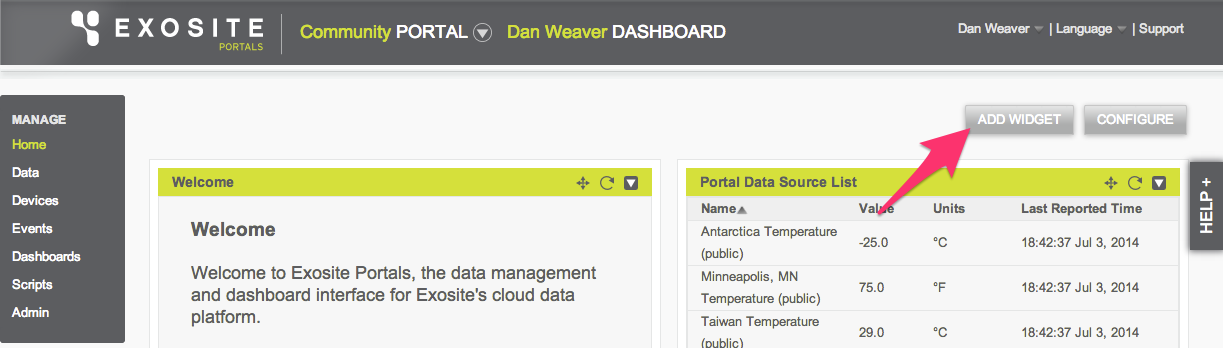 EXOSITE
PORTALS
Community PORTAL Dan Weaver DASHBOARD
Dan Weaver | Language | Support
MANAGE
Home
Data
Devices
Events
Dashboards
Scripts
Admin
ADD WIDGET CONFIGURE
Welcome
Welcome
Welcome to Exosite Portals, the data management
and dashboard interface for Exosite's cloud data
platform.
Portal Data Source List
Name Value Units Last Reported Time
Antarctica Temperature
(public) -25.0 °C 18:42:37 Jul 3, 2014
Minneapolis, MN
Temperature (public) 75.0 °F 18:42:37 Jul 3, 2014
Taiwan Temperature
(public) 29.0 °C 18:42:37 Jul 3, 2014
HELP +